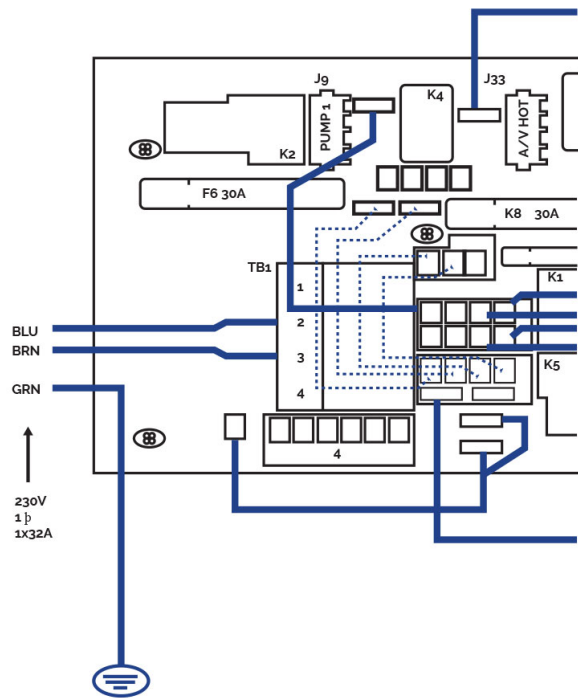 J9
K4
J33
PUMP 1
A/V HOT
K2
F6 30A
K8 30A
TB1
1
K1
BLU
2
BRN
3
K5
GRN
4
4
230V
1 þ
1x32A